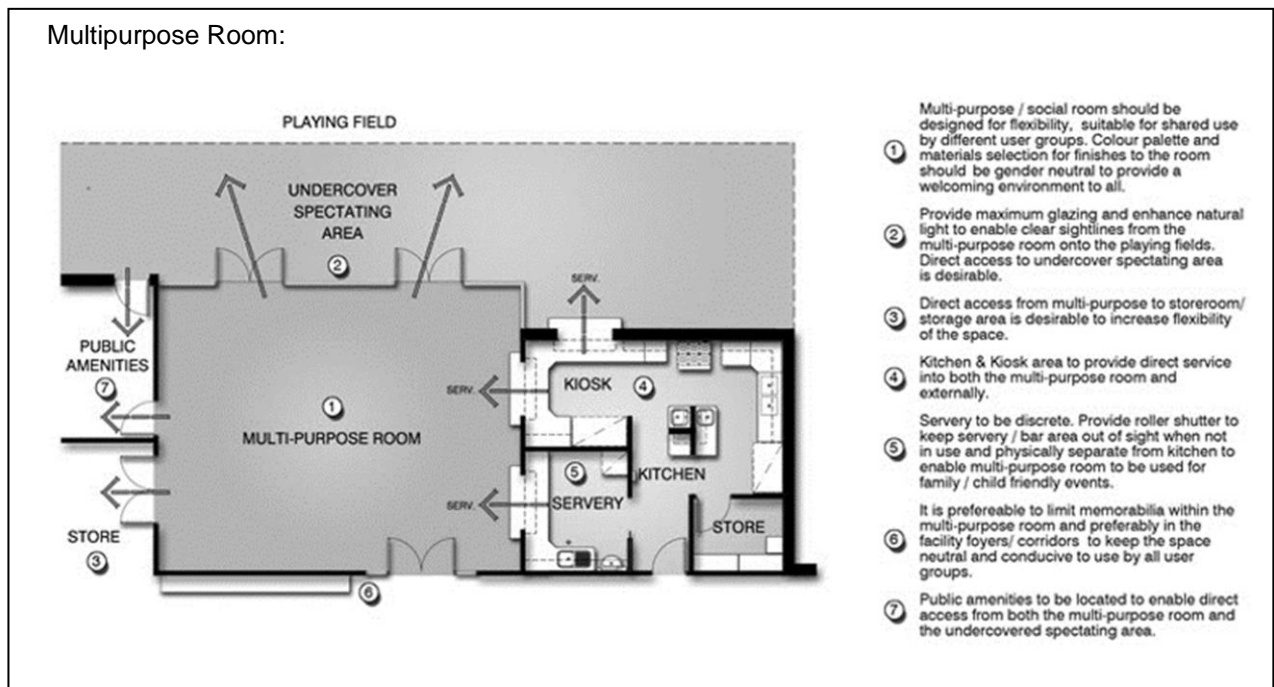 Multipurpose Room:
PLAYING FIELD
UNDERCOVER
SPECTATING
AREA
2
SERV.
PUBLIC
AMENITIES
7
KIOSK
4
SERV.
1
MULTI-PURPOSE ROOM
5
KITCHEN
SERV.
SERVERY
STORE
3
STORE
6
1
Multi-purpose / social room should be
designed for flexibility, suitable for shared use
by different user groups. Colour palette and
materials selection for finishes to the room
should be gender neutral to provide a
welcoming environment to all.
2
Provide maximum glazing and enhance natural
light to enable clear sightlines from the
multi-purpose room onto the playing fields.
Direct access to undercover spectating area
is desirable.
3
Direct access from multi-purpose to storeroom/
storage area is desirable to increase flexibility
of the space.
4
Kitchen & Kiosk area to provide direct service
into both the multi-purpose room and
externally.
5
Servery to be discrete. Provide roller shutter to
keep servery / bar area out of sight when not
in use and physically separate from kitchen to
enable multi-purpose room to be used for
family / child friendly events.
6
It is prefereable to limit memorabilia within the
multi-purpose room and preferably in the
facility foyers/ corridors to keep the space
neutral and conducive to use by all user
groups.
7
Public amenities to be located to enable direct
access from both the multi-purpose room and
the undercovered spectating area.